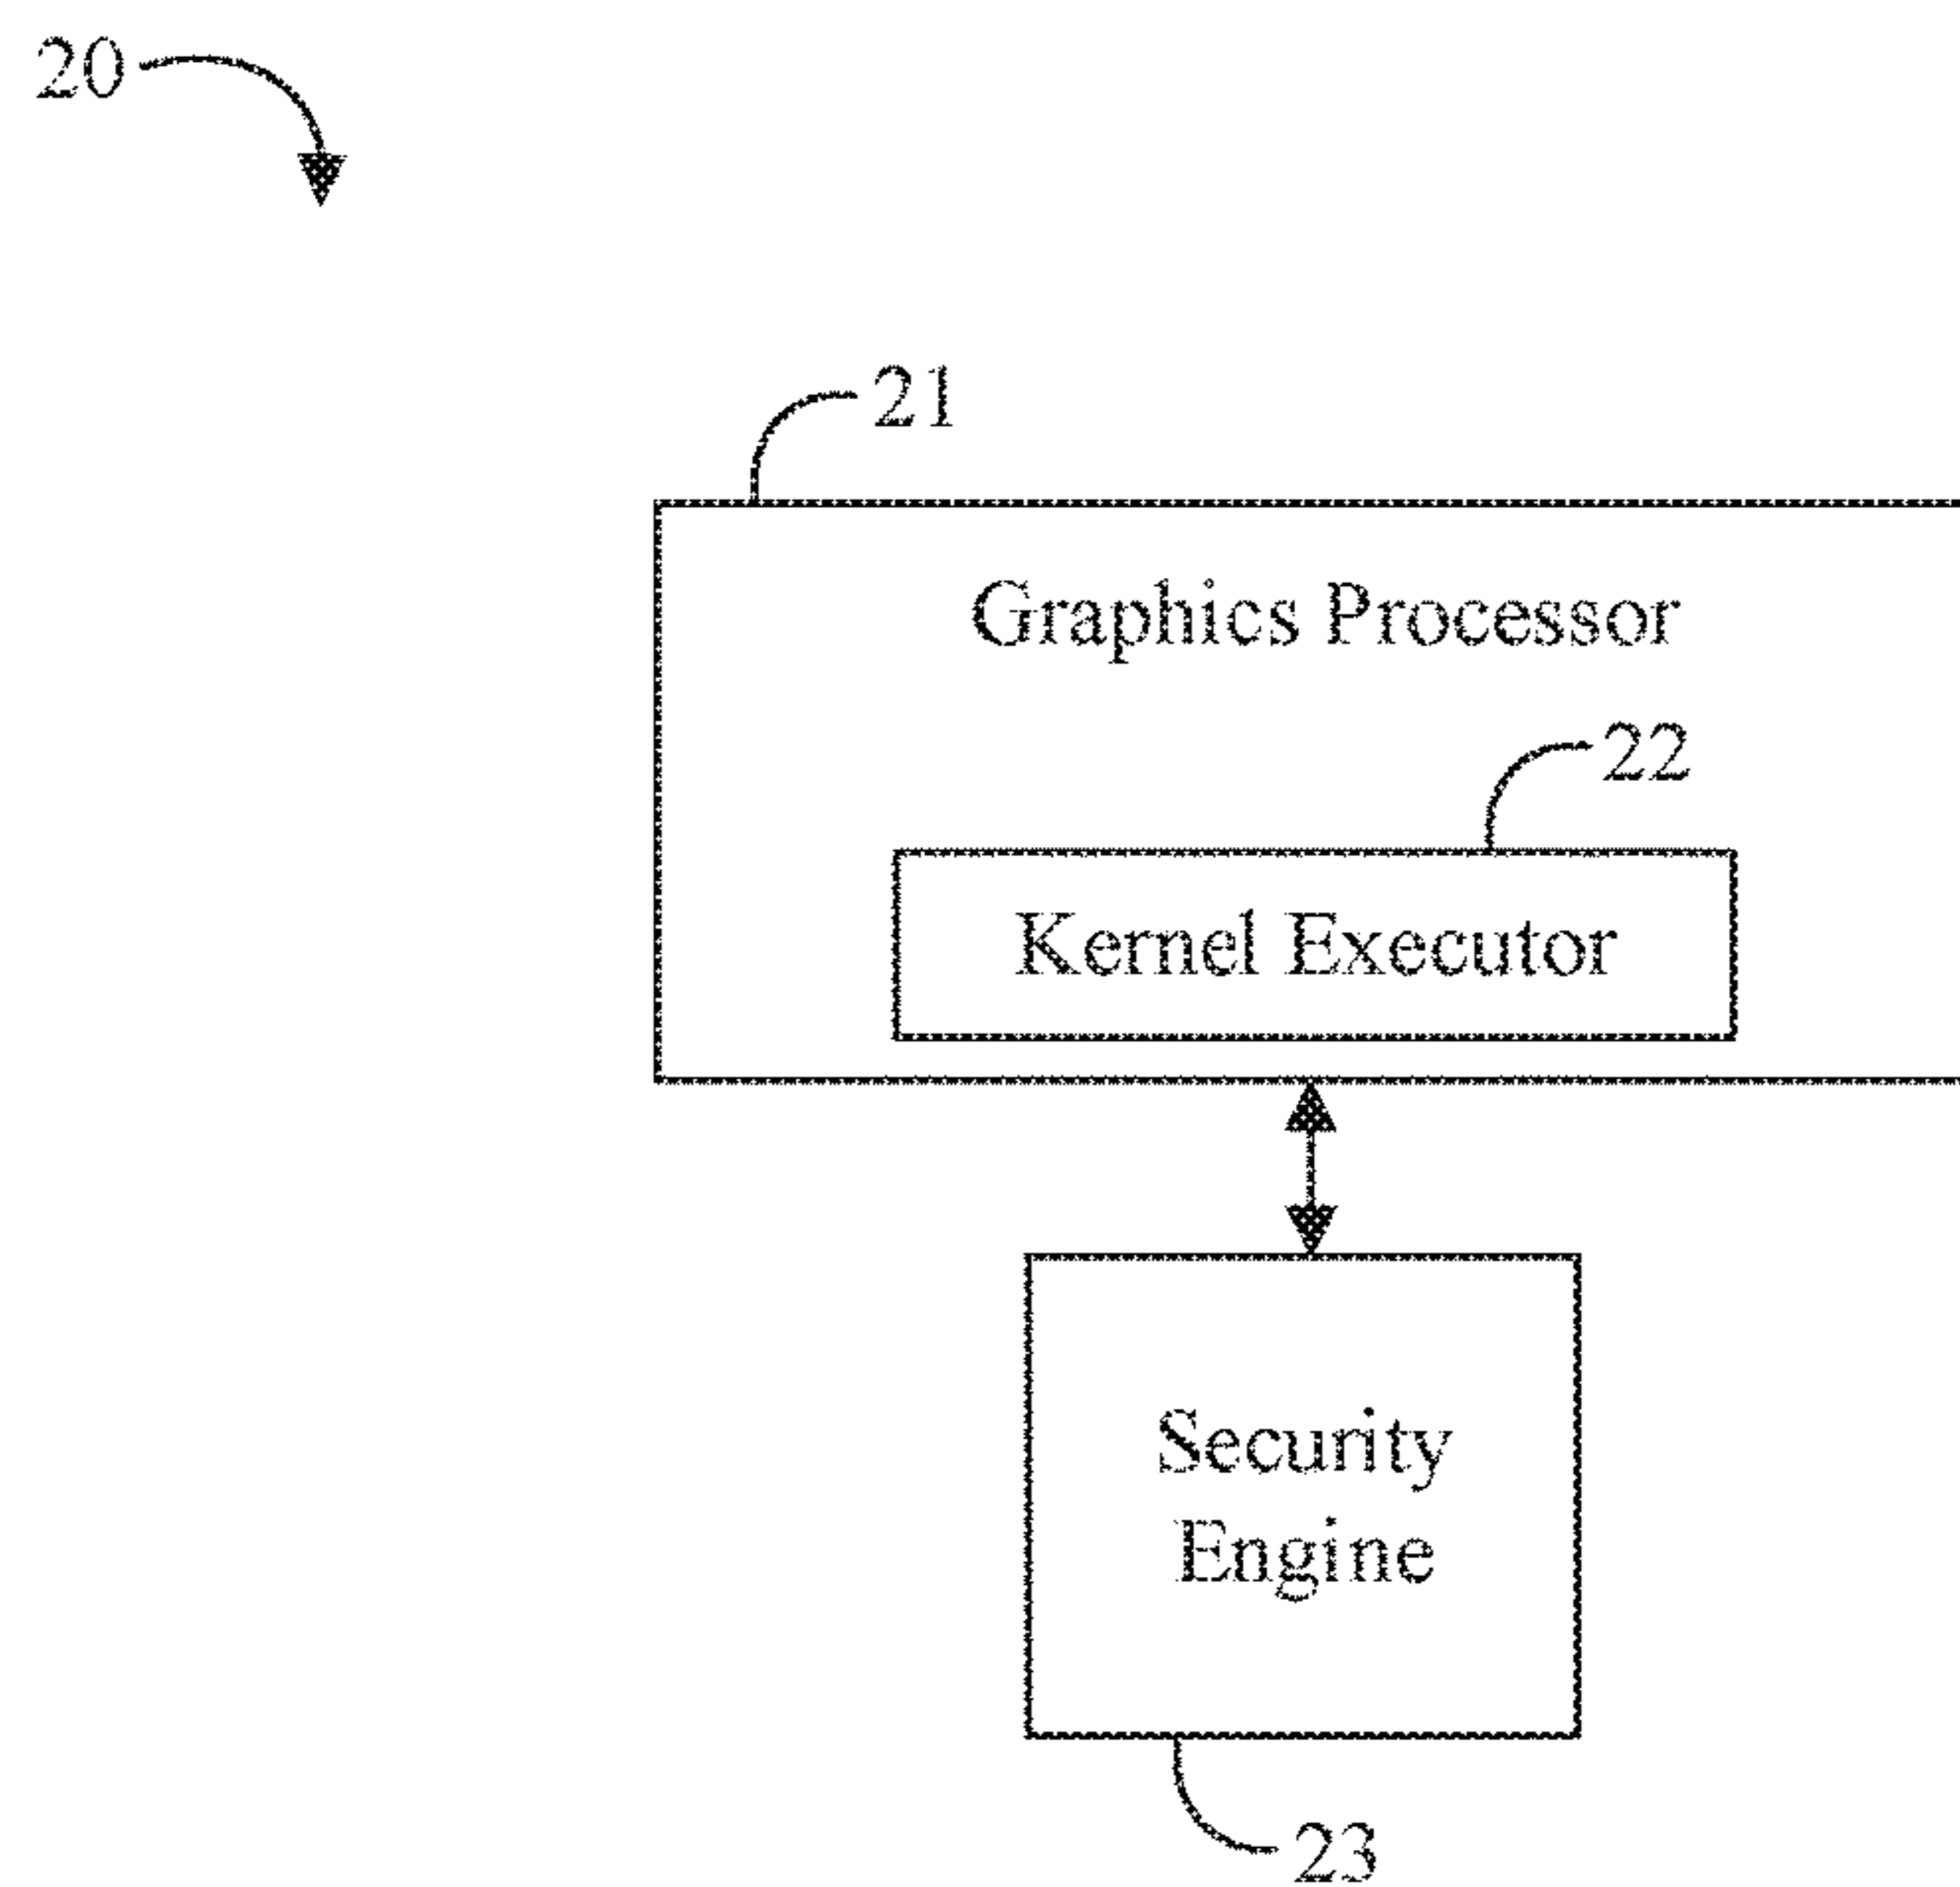 20
21
Graphics Processor
22
Kernel Executor
Security
Engine
23